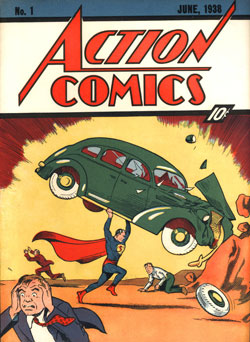 No. 1 JUNE, 1938
ACTION
COMICS
10¢